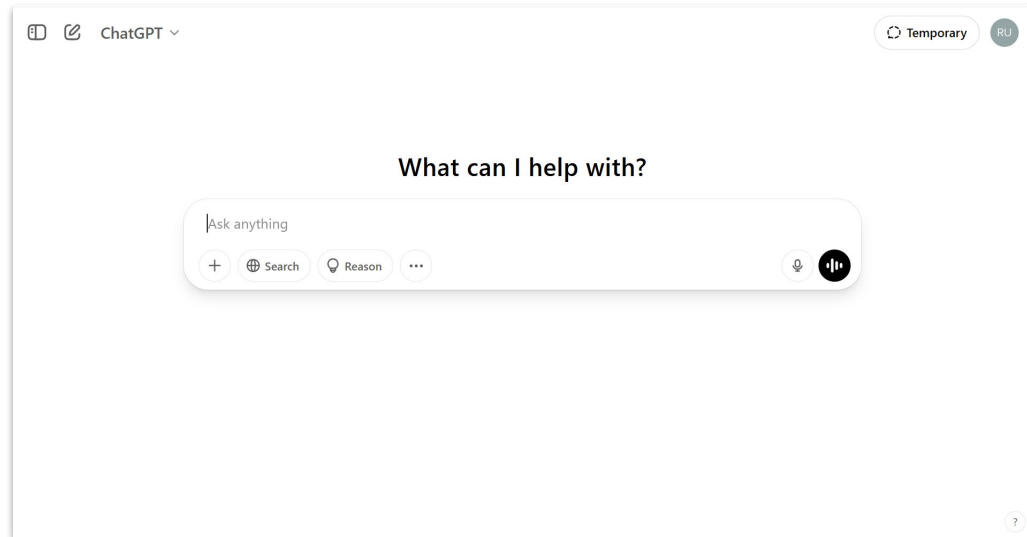 ChatGPT
Temporary
RU
What can I help with?
Ask anything
Search
Reason
?